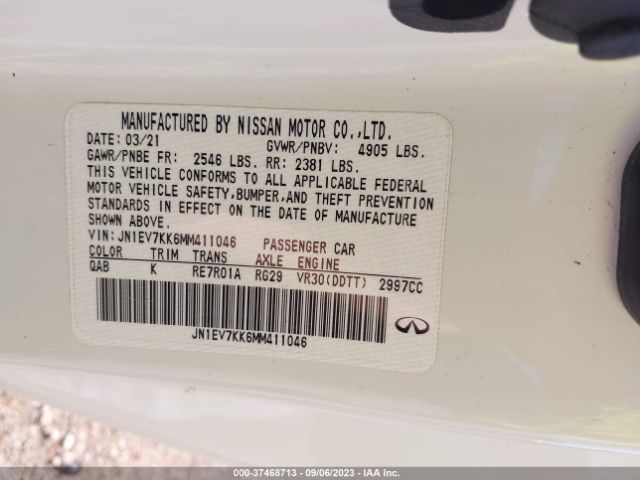 MANUFACTURED BY NISSAN MOTOR CO.,LTD.
DATE: 03/21 GVWR/PNBV: 4905 LBS.
GAWR/PNBE FR: 2546 LBS. RR: 2381 LBS.
THIS VEHICLE CONFORMS TO ALL APPLICABLE FEDERAL
MOTOR VEHICLE SAFETY,BUMPER,AND THEFT PREVENTION
STANDARDS IN EFFECT ON THE DATE OF MANUFACTURE
SHOWN ABOVE.
VIN: JN1EV7KK6MM411046 PASSENGER CAR
COLOR TRIM TRANS AXLE ENGINE
QAB K RE7R01A RG29 VR30(DDTT) 2997CC
JN1EV7KK6MM411046
000-37468713 - 09/06/2023 - IAA Inc.